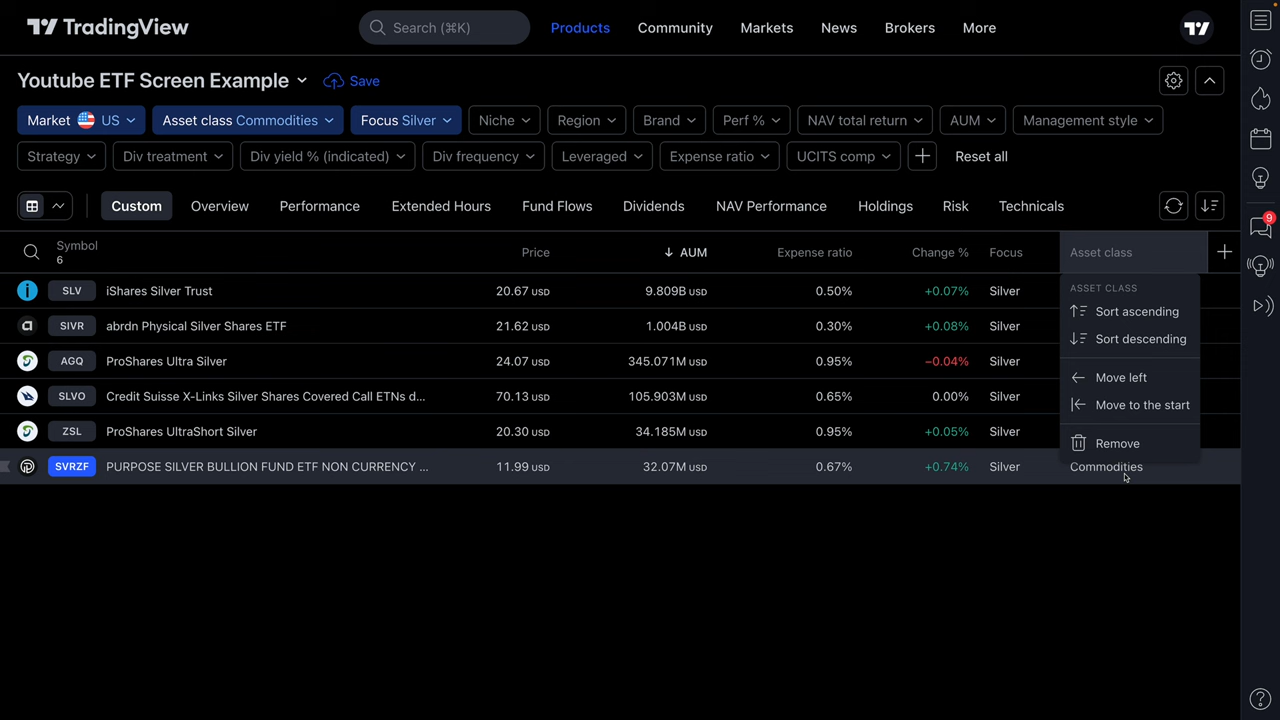 TradingView
Search (⌘K)
Products
Community
Markets
News
Brokers
More
Youtube ETF Screen Example
Save
Market US
Asset class Commodities
Focus Silver
Niche
Region
Brand
Perf %
NAV total return
AUM
Management style
Strategy
Div treatment
Div yield % (indicated)
Div frequency
Leveraged
Expense ratio
UCITS comp
Reset all
Custom
Overview
Performance
Extended Hours
Fund Flows
Dividends
NAV Performance
Holdings
Risk
Technicals
Symbol
6
Price
AUM
Expense ratio
Change %
Focus
Asset class
SLV iShares Silver Trust 20.67 USD 9.809B USD 0.50% +0.07% Silver
SIVR abrdn Physical Silver Shares ETF 21.62 USD 1.004B USD 0.30% +0.08% Silver
AGQ ProShares Ultra Silver 24.07 USD 345.071M USD 0.95% −0.04% Silver
SLVO Credit Suisse X-Links Silver Shares Covered Call ETNs d... 70.13 USD 105.903M USD 0.65% 0.00% Silver
ZSL ProShares UltraShort Silver 20.30 USD 34.185M USD 0.95% +0.05% Silver
SVRZF PURPOSE SILVER BULLION FUND ETF NON CURRENCY ... 11.99 USD 32.07M USD 0.67% +0.74% Silver Commodities
ASSET CLASS
Sort ascending
Sort descending
Move left
Move to the start
Remove
9